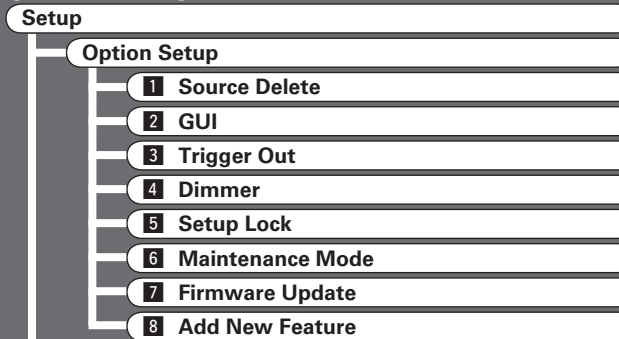 Setup
Option Setup
1 Source Delete
2 GUI
3 Trigger Out
4 Dimmer
5 Setup Lock
6 Maintenance Mode
7 Firmware Update
8 Add New Feature